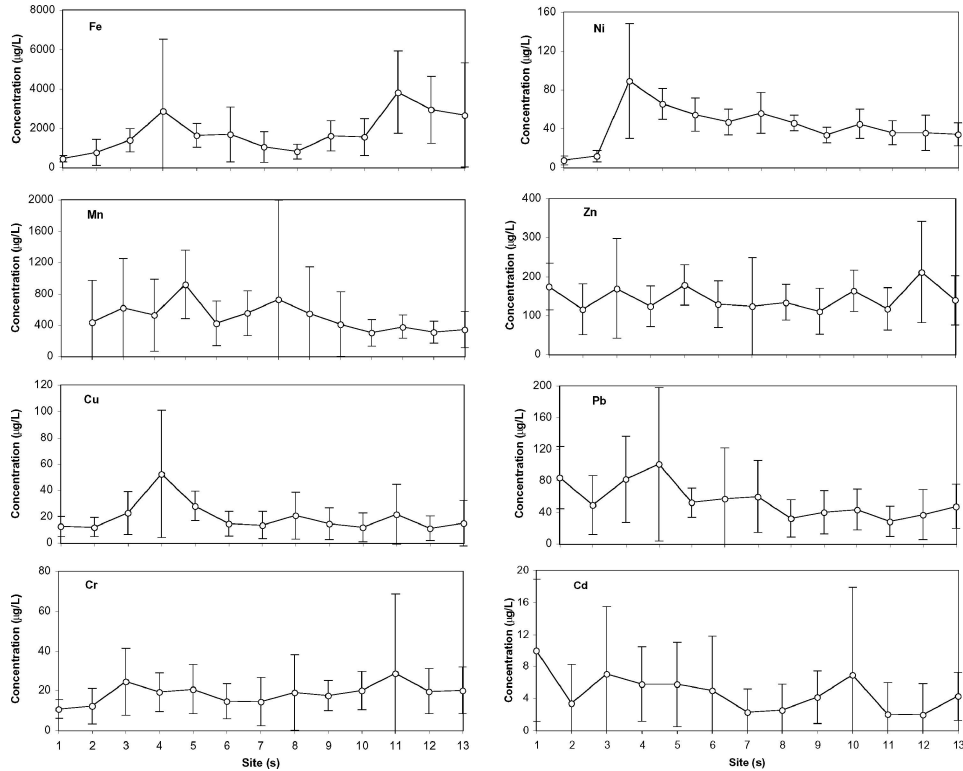 8000
6000
4000
2000
0
Concentration (µg/L)
Fe
160
120
80
40
0
Concentration (µg/L)
Ni
2000
1600
1200
800
400
0
Concentration (µg/L)
Mn
400
300
200
100
0
Concentration (µg/L)
Zn
120
100
80
60
40
20
0
Concentration (µg/L)
Cu
200
160
120
80
40
0
Concentration (µg/L)
Pb
80
60
40
20
0
Concentration (µg/L)
Cr
1 2 3 4 5 6 7 8 9 10 11 12 13
Site (s)
20
16
12
8
4
0
Concentration (µg/L)
Cd
1 2 3 4 5 6 7 8 9 10 11 12 13
Site (s)